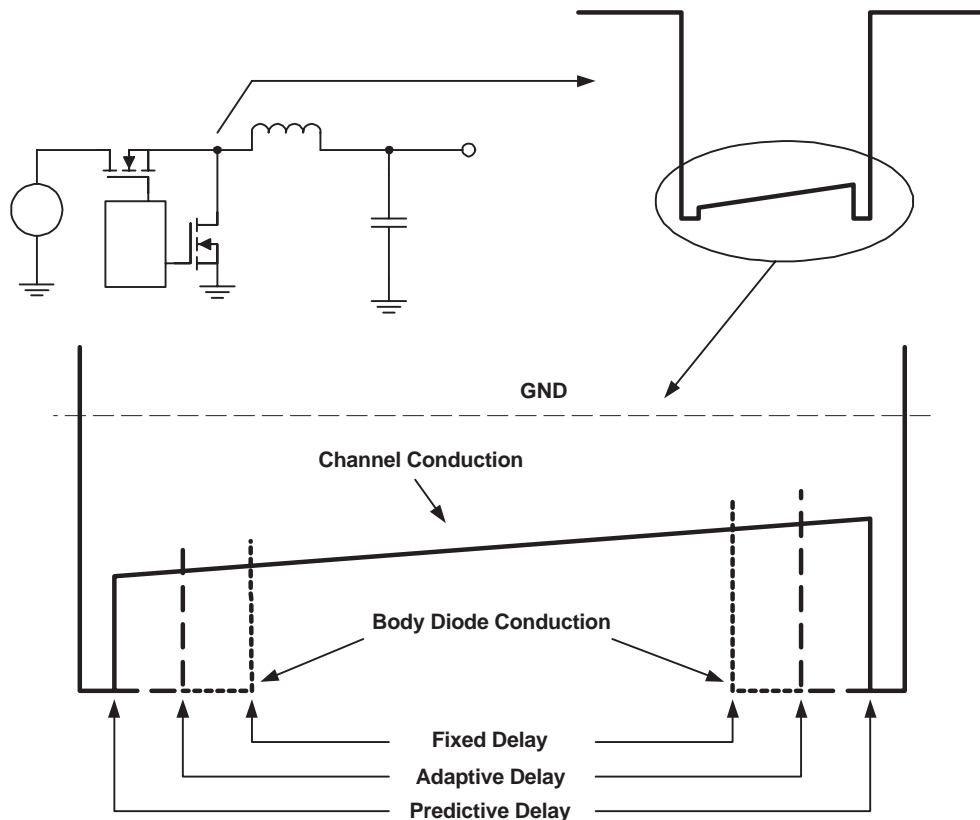 GND
Channel Conduction
Body Diode Conduction
Fixed Delay
Adaptive Delay
Predictive Delay